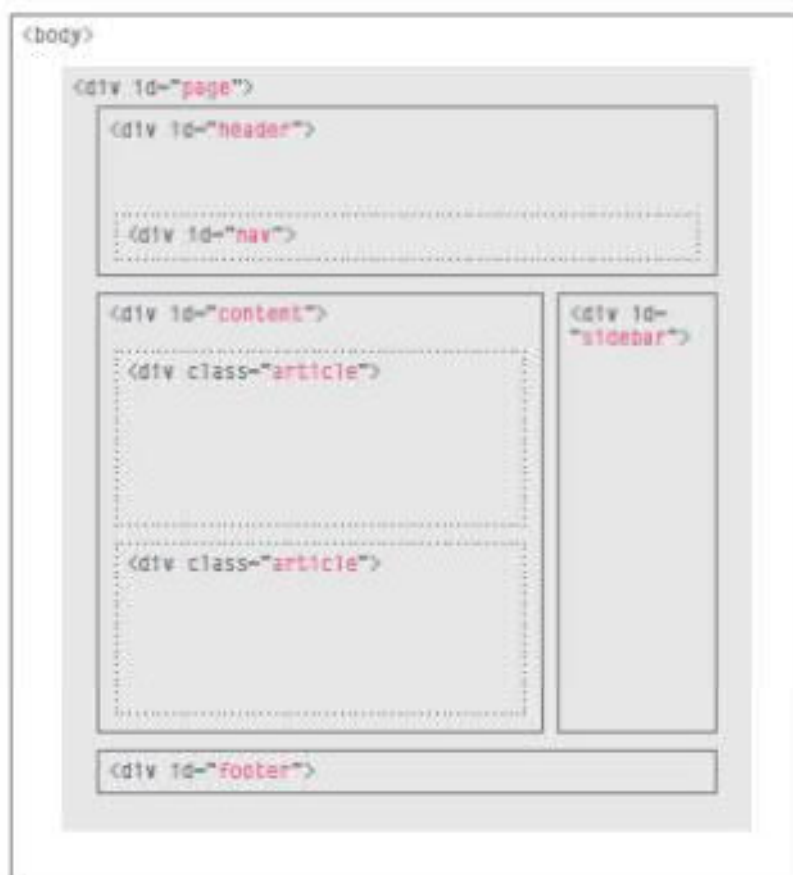 <body>
<div id="page">
<div id="header">
<div id="nav">
<div id="content">
<div id=
"sidebar">
<div class="article">
<div class="article">
<div id="footer">